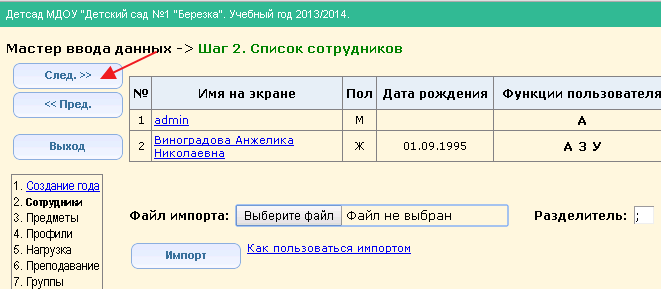 Детсад МДОУ "Детский сад №1 "Березка". Учебный год 2013/2014.
Мастер ввода данных -> Шаг 2. Список сотрудников
След. >>
<< Пред.
Выход
1. Создание года
2. Сотрудники
3. Предметы
4. Профили
5. Нагрузка
6. Преподавание
7. Группы
№ Имя на экране Пол Дата рождения Функции пользователя
1 admin М А
2 Виноградова Анжелика Ж 01.09.1995 А З У
Николаевна
Файл импорта: Выберите файл Файл не выбран Разделитель: ;
Импорт Как пользоваться импортом